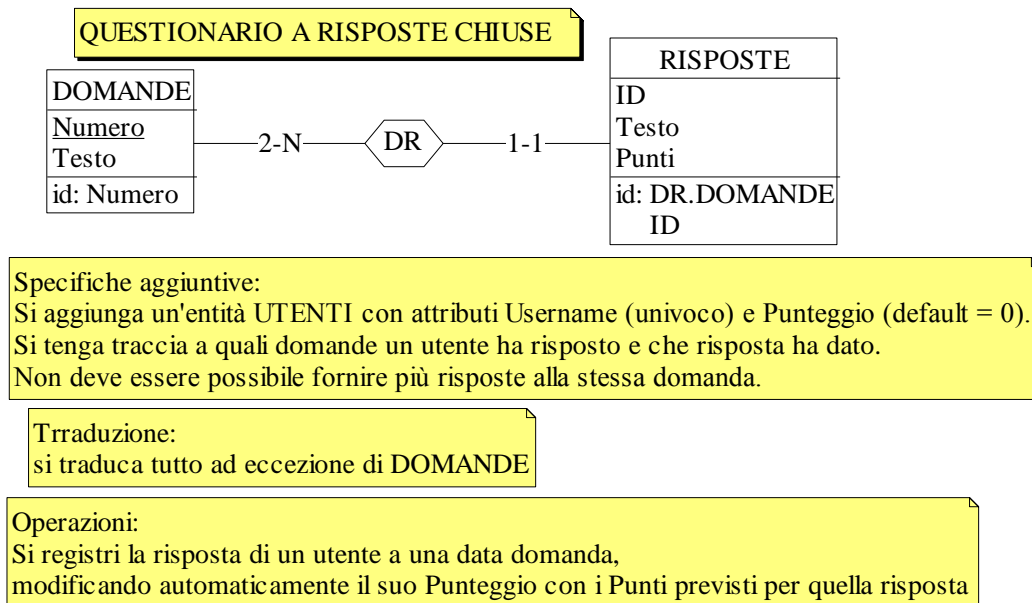 QUESTIONARIO A RISPOSTE CHIUSE
DOMANDE
Numero
Testo
id: Numero
2-N
DR
1-1
RISPOSTE
ID
Testo
Punti
id: DR.DOMANDE
ID
Specifiche aggiuntive:
Si aggiunga un'entità UTENTI con attributi Username (univoco) e Punteggio (default = 0).
Si tenga traccia a quali domande un utente ha risposto e che risposta ha dato.
Non deve essere possibile fornire più risposte alla stessa domanda.
Trraduzione:
si traduca tutto ad eccezione di DOMANDE
Operazioni:
Si registri la risposta di un utente a una data domanda,
modificando automaticamente il suo Punteggio con i Punti previsti per quella risposta